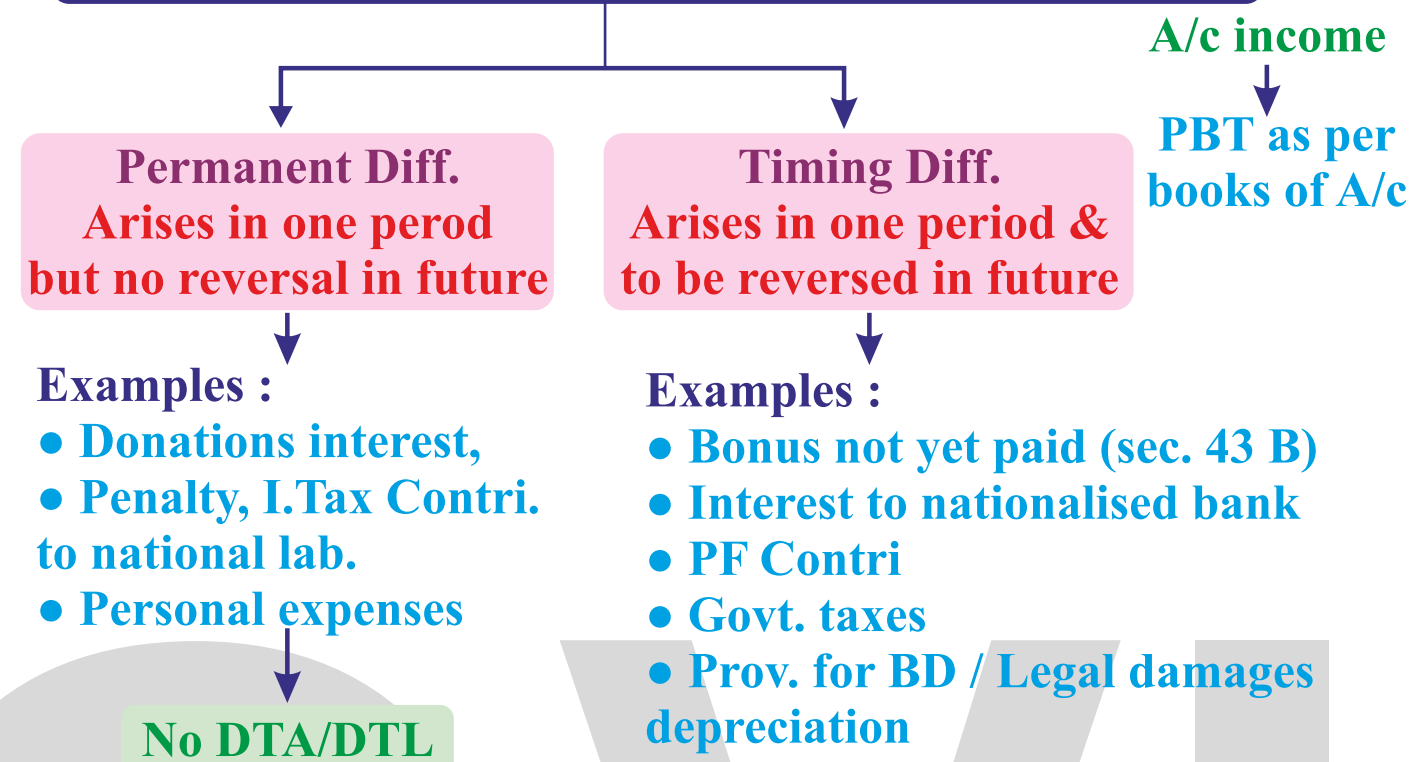 A/c income
PBT as per
books of A/c
Permanent Diff.
Arises in one perod
but no reversal in future
Timing Diff.
Arises in one period &
to be reversed in future
Examples :
● Donations interest,
● Penalty, I.Tax Contri.
to national lab.
● Personal expenses
No DTA/DTL
Examples :
● Bonus not yet paid (sec. 43 B)
● Interest to nationalised bank
● PF Contri
● Govt. taxes
● Prov. for BD / Legal damages
depreciation